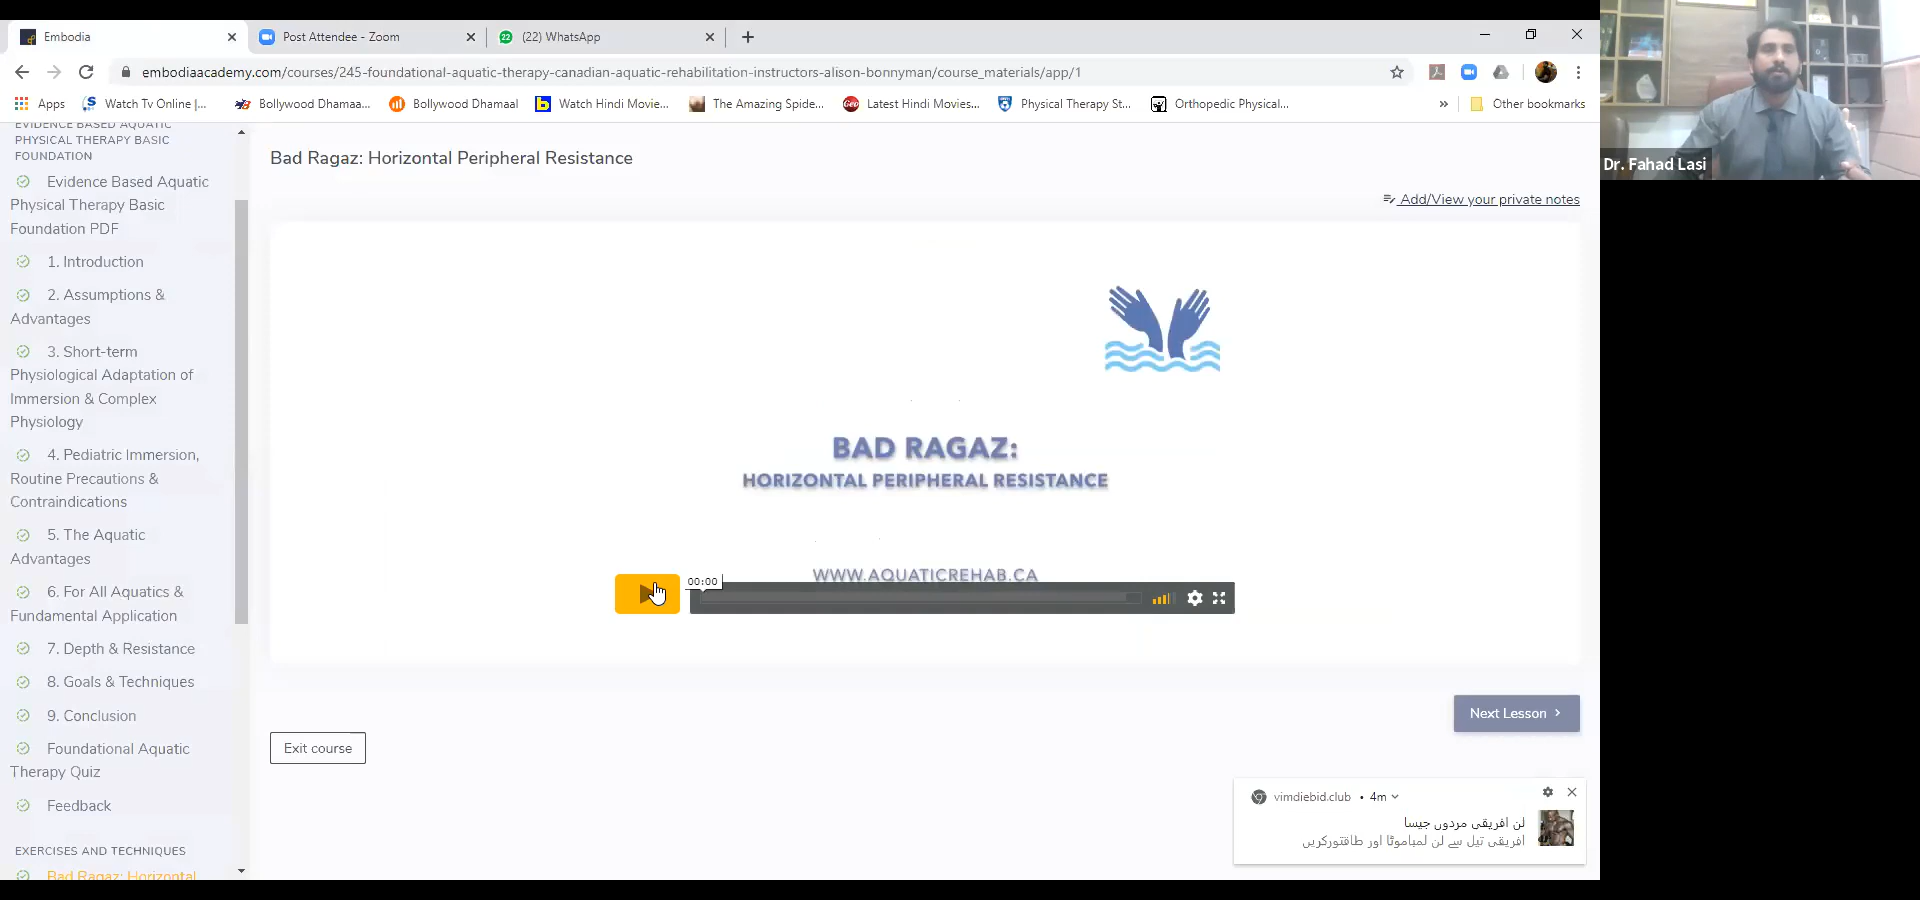 Embodia
Post Attendee - Zoom
22
(22) WhatsApp
embodiaacademy.com/courses/245-foundational-aquatic-therapy-canadian-aquatic-rehabilitation-instructors-alison-bonnyman/course_materials/app/1
Apps
Watch Tv Online |...
Bollywood Dhamaa...
Bollywood Dhamaal
Watch Hindi Movie...
The Amazing Spide...
Latest Hindi Movies...
Physical Therapy St...
Orthopedic Physical...
»
Other bookmarks
Dr. Fahad Lasi
EVIDENCE BASED AQUATIC
PHYSICAL THERAPY BASIC
FOUNDATION
Evidence Based Aquatic
Physical Therapy Basic
Foundation PDF
1. Introduction
2. Assumptions &
Advantages
3. Short-term
Physiological Adaptation of
Immersion & Complex
Physiology
4. Pediatric Immersion,
Routine Precautions &
Contraindications
5. The Aquatic
Advantages
6. For All Aquatics &
Fundamental Application
7. Depth & Resistance
8. Goals & Techniques
9. Conclusion
Foundational Aquatic
Therapy Quiz
Feedback
EXERCISES AND TECHNIQUES
Bad Ragaz: Horizontal
Bad Ragaz: Horizontal Peripheral Resistance
Add/View your private notes
BAD RAGAZ:
HORIZONTAL PERIPHERAL RESISTANCE
WWW.AQUATICREHAB.CA
00:00
Next Lesson
Exit course
vimdiebid.club • 4m
لن افریقی مردوں جیسا
افریقی تیل سے لن لمباموٹا اور طاقتورکریں